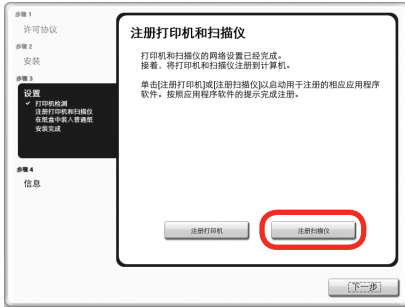 步骤 1
许可协议
步骤 2
安装
步骤 3
设置
✓ 打印机检测
注册打印机和扫描仪
在纸盒中装入普通纸
安装完成
步骤 4
信息
注册打印机和扫描仪
打印机和扫描仪的网络设置已经完成。
接着，将打印机和扫描仪注册到计算机。
单击[注册打印机]或[注册扫描仪]以启动用于注册的相应应用程序
软件。按照应用程序软件的提示完成注册。
注册打印机
注册扫描仪
下一步